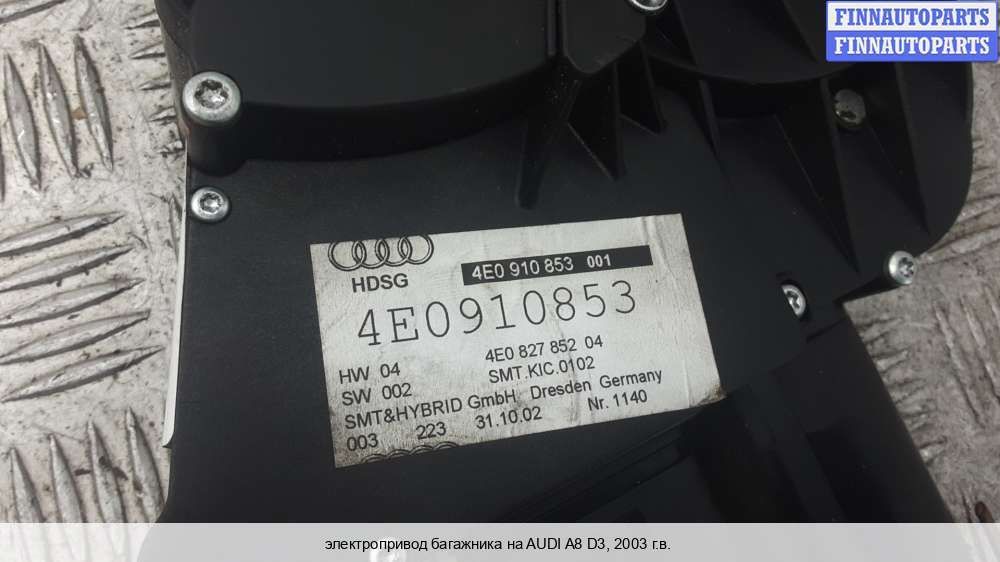 FINNAUTOPARTS
FINNAUTOPARTS
HDSG
4E0 910 853 001
4E0910853
HW 04
4E0 827 852 04
SW 002
SMT.KIC.0102
SMT&HYBRID GmbH Dresden Germany
003 223 31.10.02 Nr. 1140
электропривод багажника на AUDI A8 D3, 2003 г.в.